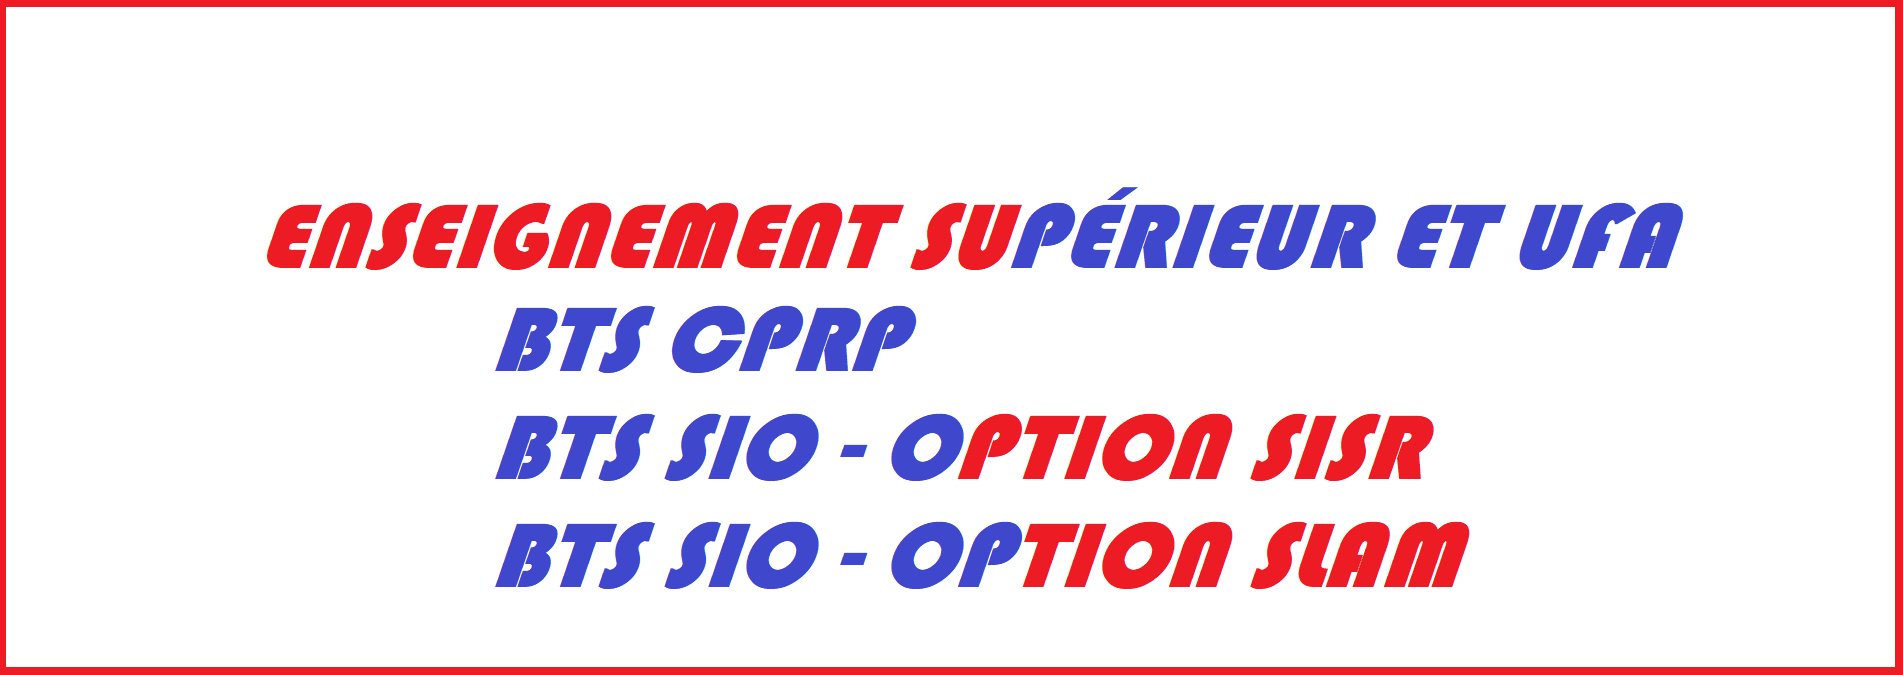 ENSEIGNEMENT SUPÉRIEUR ET UFA
BTS CPRP
BTS SIO - OPTION SISR
BTS SIO - OPTION SLAM